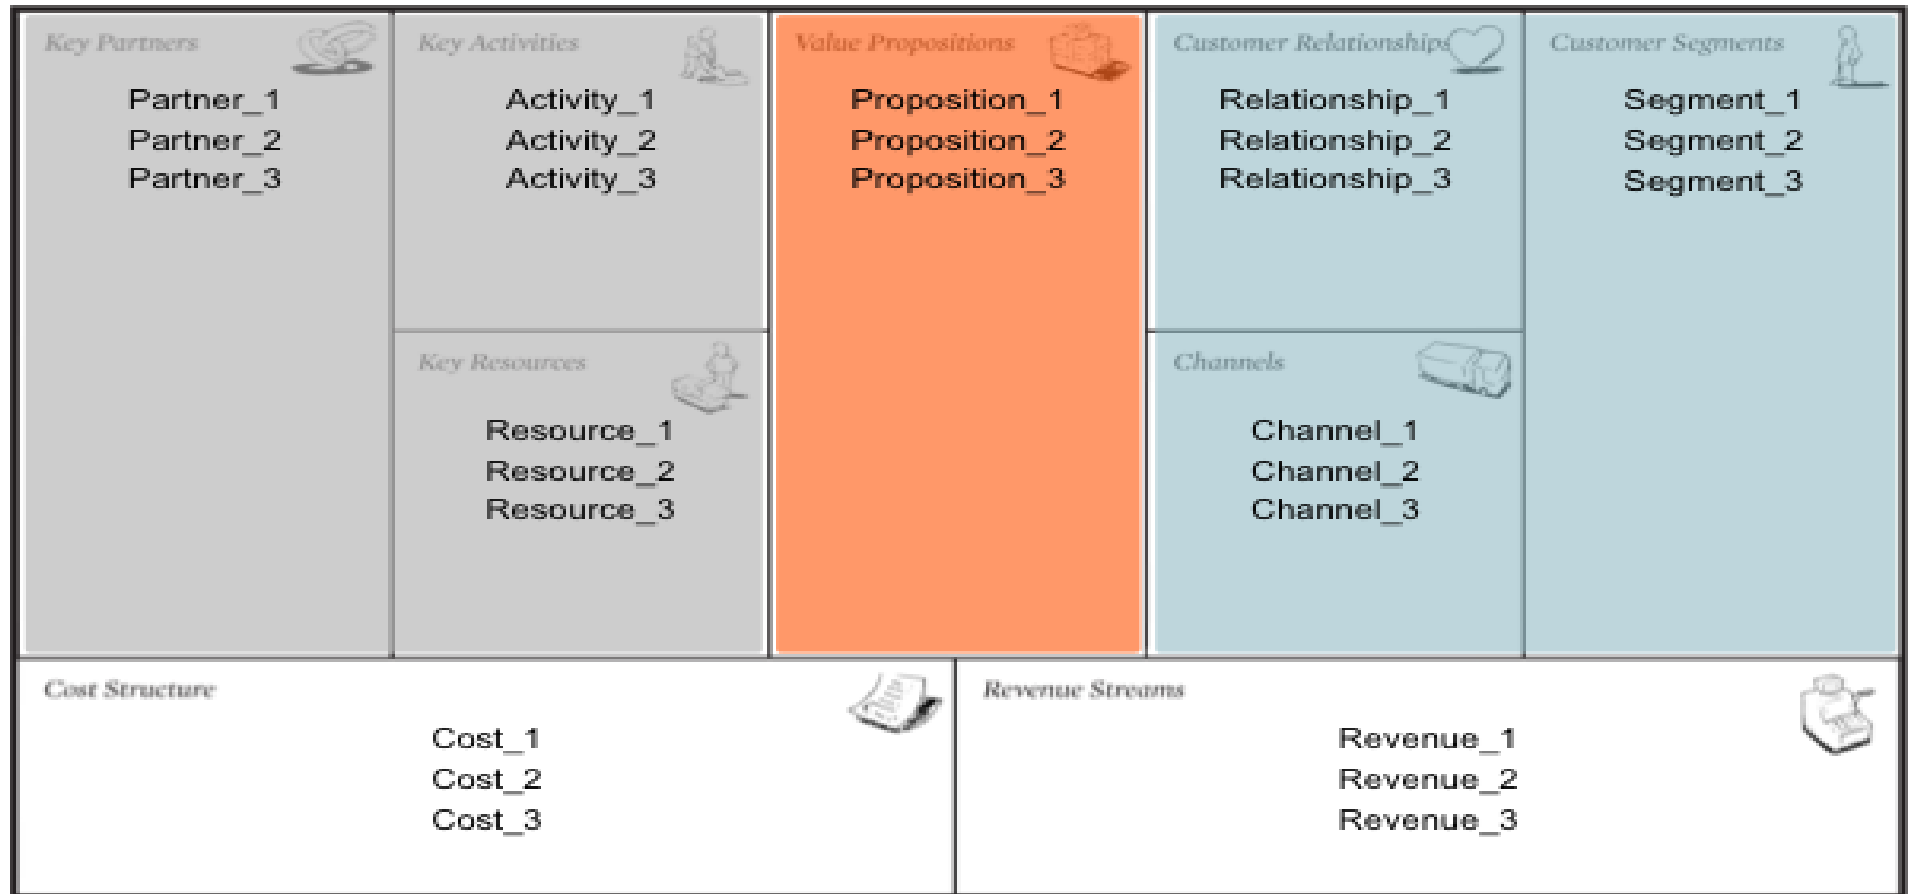 Key Partners
Partner_1
Partner_2
Partner_3
Key Activities
Activity_1
Activity_2
Activity_3
Key Resources
Resource_1
Resource_2
Resource_3
Value Propositions
Proposition_1
Proposition_2
Proposition_3
Customer Relationships
Relationship_1
Relationship_2
Relationship_3
Channels
Channel_1
Channel_2
Channel_3
Customer Segments
Segment_1
Segment_2
Segment_3
Cost Structure
Cost_1
Cost_2
Cost_3
Revenue Streams
Revenue_1
Revenue_2
Revenue_3